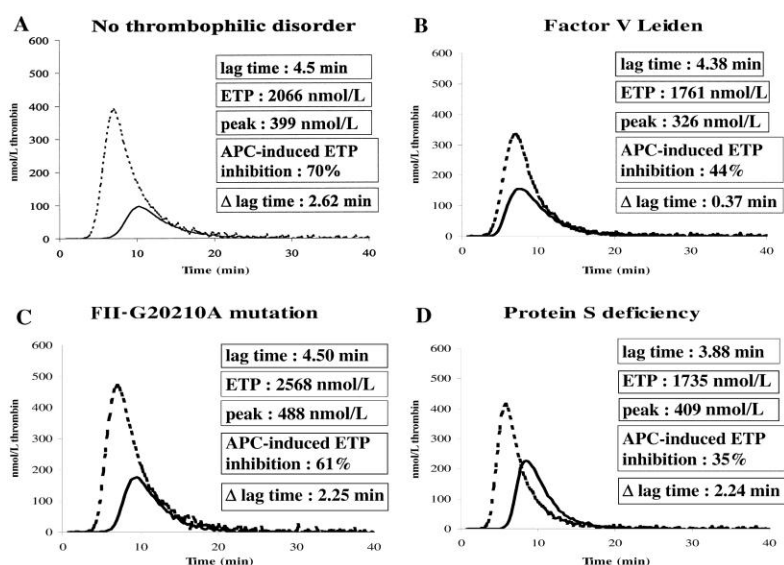 A
No thrombophilic disorder
600
500
400
300
200
100
0
nmol/L thrombin
0 10 20 30 40
Time (min)
lag time : 4.5 min
ETP : 2066 nmol/L
peak : 399 nmol/L
APC-induced ETP
inhibition : 70%
Δ lag time : 2.62 min
B
Factor V Leiden
600
500
400
300
200
100
0
nmol/L thrombin
0 10 20 30 40
Time (min)
lag time : 4.38 min
ETP : 1761 nmol/L
peak : 326 nmol/L
APC-induced ETP
inhibition : 44%
Δ lag time : 0.37 min
C
FII-G20210A mutation
600
500
400
300
200
100
0
nmol/L thrombin
0 10 20 30 40
Time (min)
lag time : 4.50 min
ETP : 2568 nmol/L
peak : 488 nmol/L
APC-induced ETP
inhibition : 61%
Δ lag time : 2.25 min
D
Protein S deficiency
600
500
400
300
200
100
0
nmol/L thrombin
0 10 20 30 40
Time (min)
lag time : 3.88 min
ETP : 1735 nmol/L
peak : 409 nmol/L
APC-induced ETP
inhibition : 35%
Δ lag time : 2.24 min